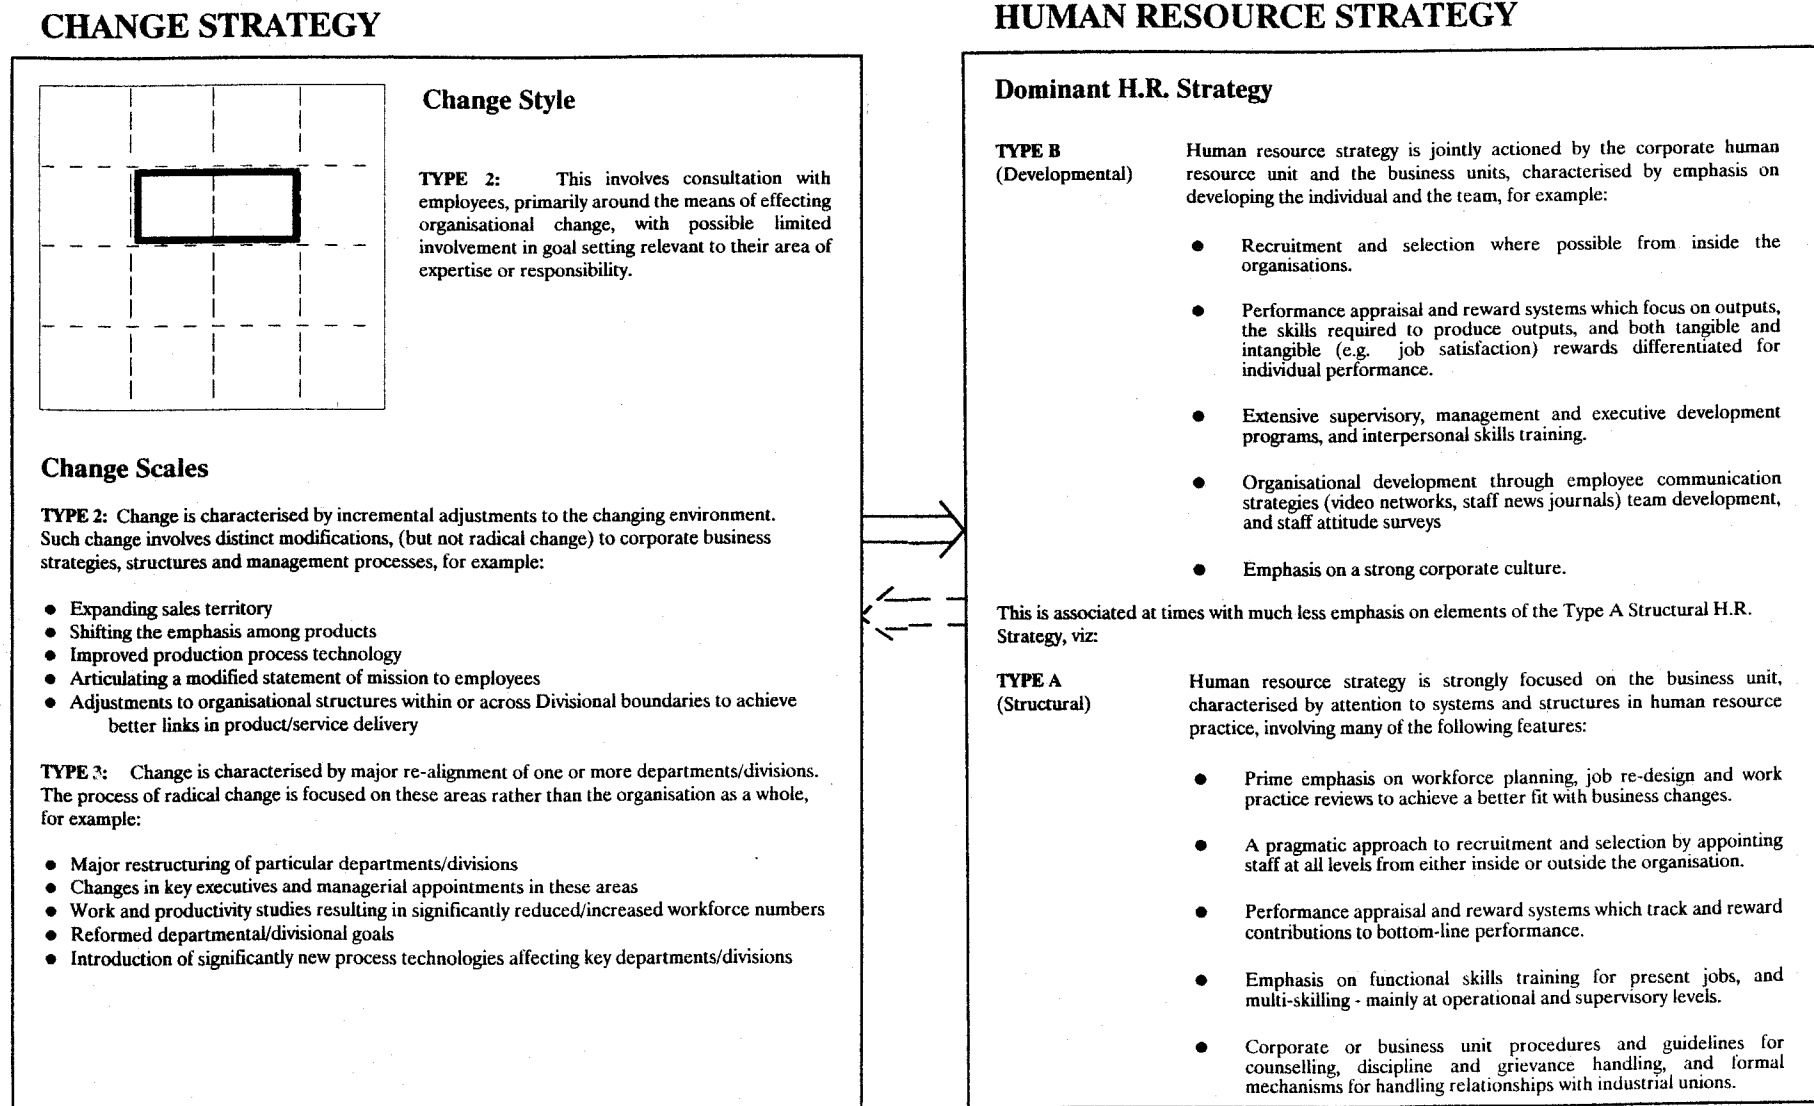 CHANGE STRATEGY
Change Style
TYPE 2: This involves consultation with
employees, primarily around the means of effecting
organisational change, with possible limited
involvement in goal setting relevant to their area of
expertise or responsibility.
Change Scales
TYPE 2: Change is characterised by incremental adjustments to the changing environment.
Such change involves distinct modifications, (but not radical change) to corporate business
strategies, structures and management processes, for example:
● Expanding sales territory
● Shifting the emphasis among products
● Improved production process technology
● Articulating a modified statement of mission to employees
● Adjustments to organisational structures within or across Divisional boundaries to achieve
better links in product/service delivery
TYPE 3: Change is characterised by major re-alignment of one or more departments/divisions.
The process of radical change is focused on these areas rather than the organisation as a whole,
for example:
● Major restructuring of particular departments/divisions
● Changes in key executives and managerial appointments in these areas
● Work and productivity studies resulting in significantly reduced/increased workforce numbers
● Reformed departmental/divisional goals
● Introduction of significantly new process technologies affecting key departments/divisions
HUMAN RESOURCE STRATEGY
Dominant H.R. Strategy
TYPE B
(Developmental)
Human resource strategy is jointly actioned by the corporate human
resource unit and the business units, characterised by emphasis on
developing the individual and the team, for example:
● Recruitment and selection where possible from inside the
organisations.
● Performance appraisal and reward systems which focus on outputs,
the skills required to produce outputs, and both tangible and
intangible (e.g. job satisfaction) rewards differentiated for
individual performance.
● Extensive supervisory, management and executive development
programs, and interpersonal skills training.
● Organisational development through employee communication
strategies (video networks, staff news journals) team development,
and staff attitude surveys
● Emphasis on a strong corporate culture.
This is associated at times with much less emphasis on elements of the Type A Structural H.R.
Strategy, viz:
TYPE A
(Structural)
Human resource strategy is strongly focused on the business unit,
characterised by attention to systems and structures in human resource
practice, involving many of the following features:
● Prime emphasis on workforce planning, job re-design and work
practice reviews to achieve a better fit with business changes.
● A pragmatic approach to recruitment and selection by appointing
staff at all levels from either inside or outside the organisation.
● Performance appraisal and reward systems which track and reward
contributions to bottom-line performance.
● Emphasis on functional skills training for present jobs, and
multi-skilling - mainly at operational and supervisory levels.
● Corporate or business unit procedures and guidelines for
counselling, discipline and grievance handling, and formal
mechanisms for handling relationships with industrial unions.